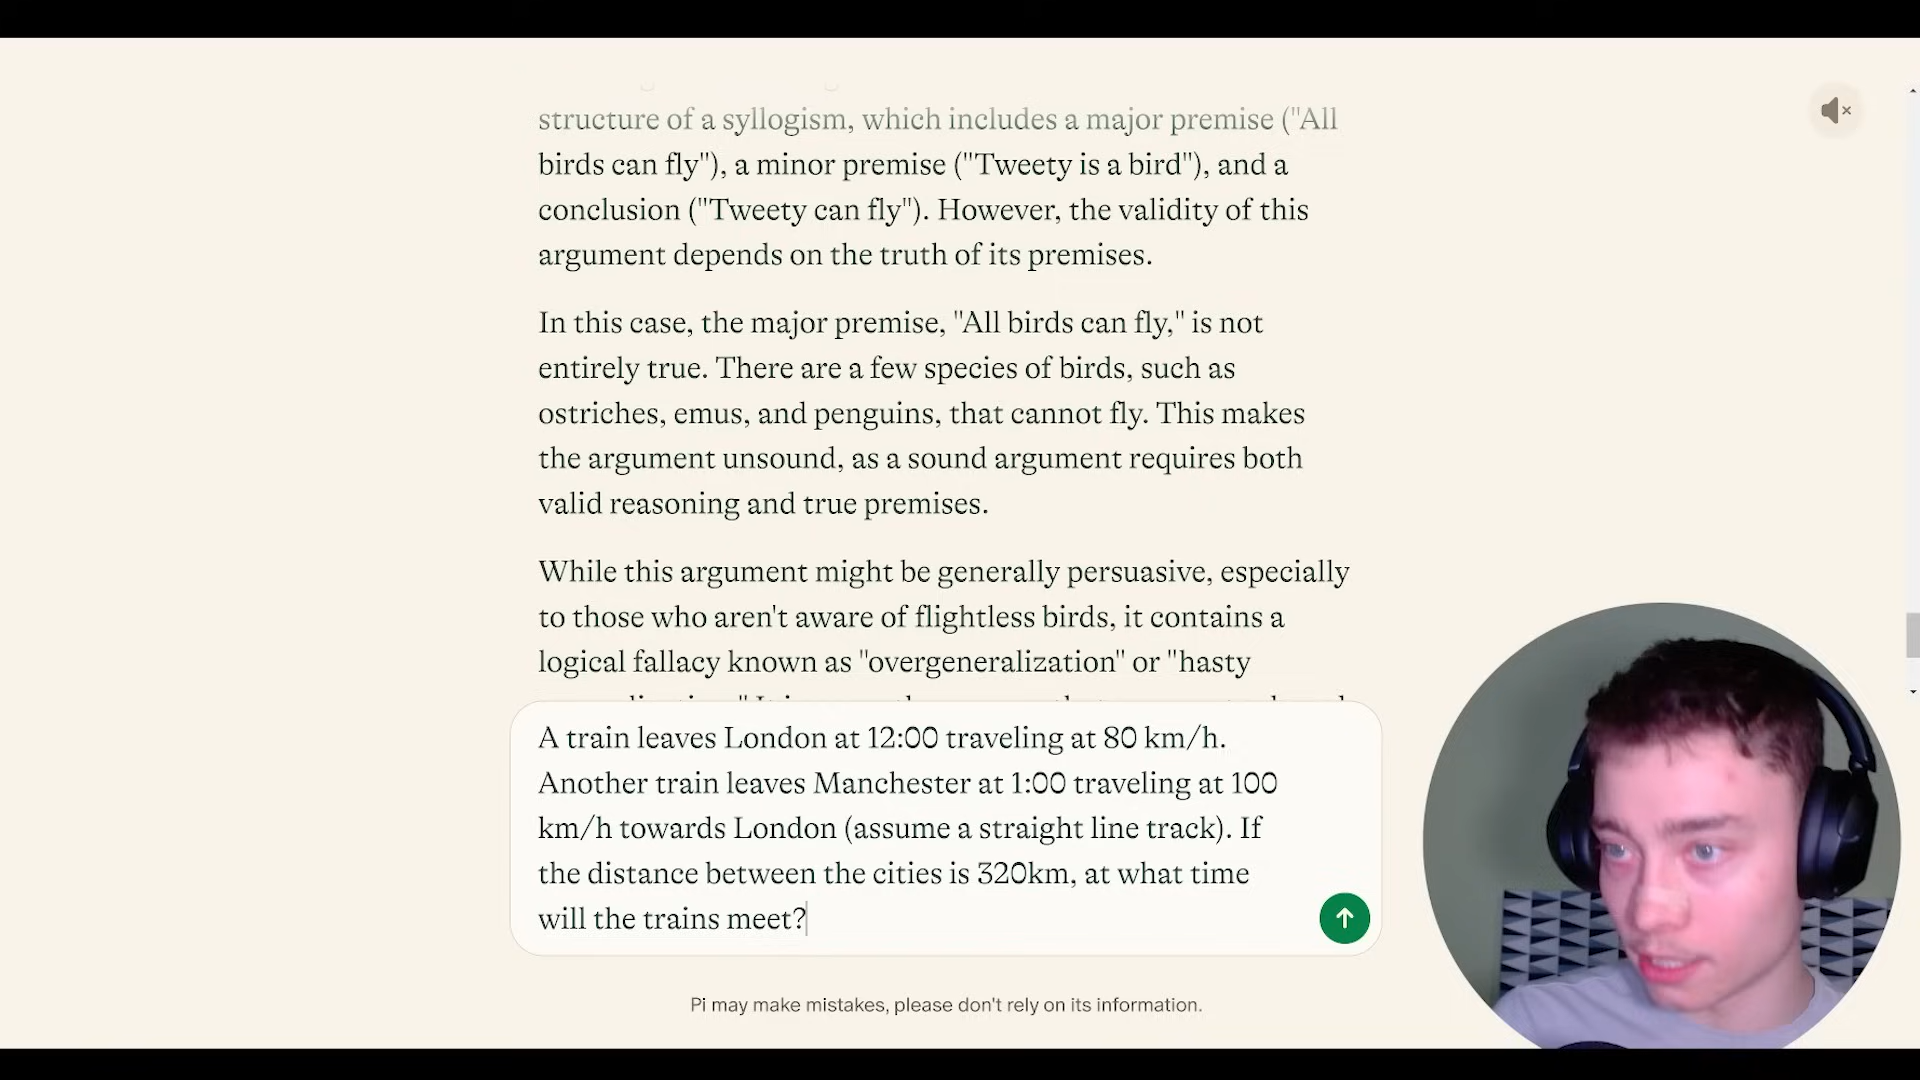 structure of a syllogism, which includes a major premise ("All
birds can fly"), a minor premise ("Tweety is a bird"), and a
conclusion ("Tweety can fly"). However, the validity of this
argument depends on the truth of its premises.
In this case, the major premise, "All birds can fly," is not
entirely true. There are a few species of birds, such as
ostriches, emus, and penguins, that cannot fly. This makes
the argument unsound, as a sound argument requires both
valid reasoning and true premises.
While this argument might be generally persuasive, especially
to those who aren't aware of flightless birds, it contains a
logical fallacy known as "overgeneralization" or "hasty
A train leaves London at 12:00 traveling at 80 km/h.
Another train leaves Manchester at 1:00 traveling at 100
km/h towards London (assume a straight line track). If
the distance between the cities is 320km, at what time
will the trains meet?
Pi may make mistakes, please don't rely on its information.